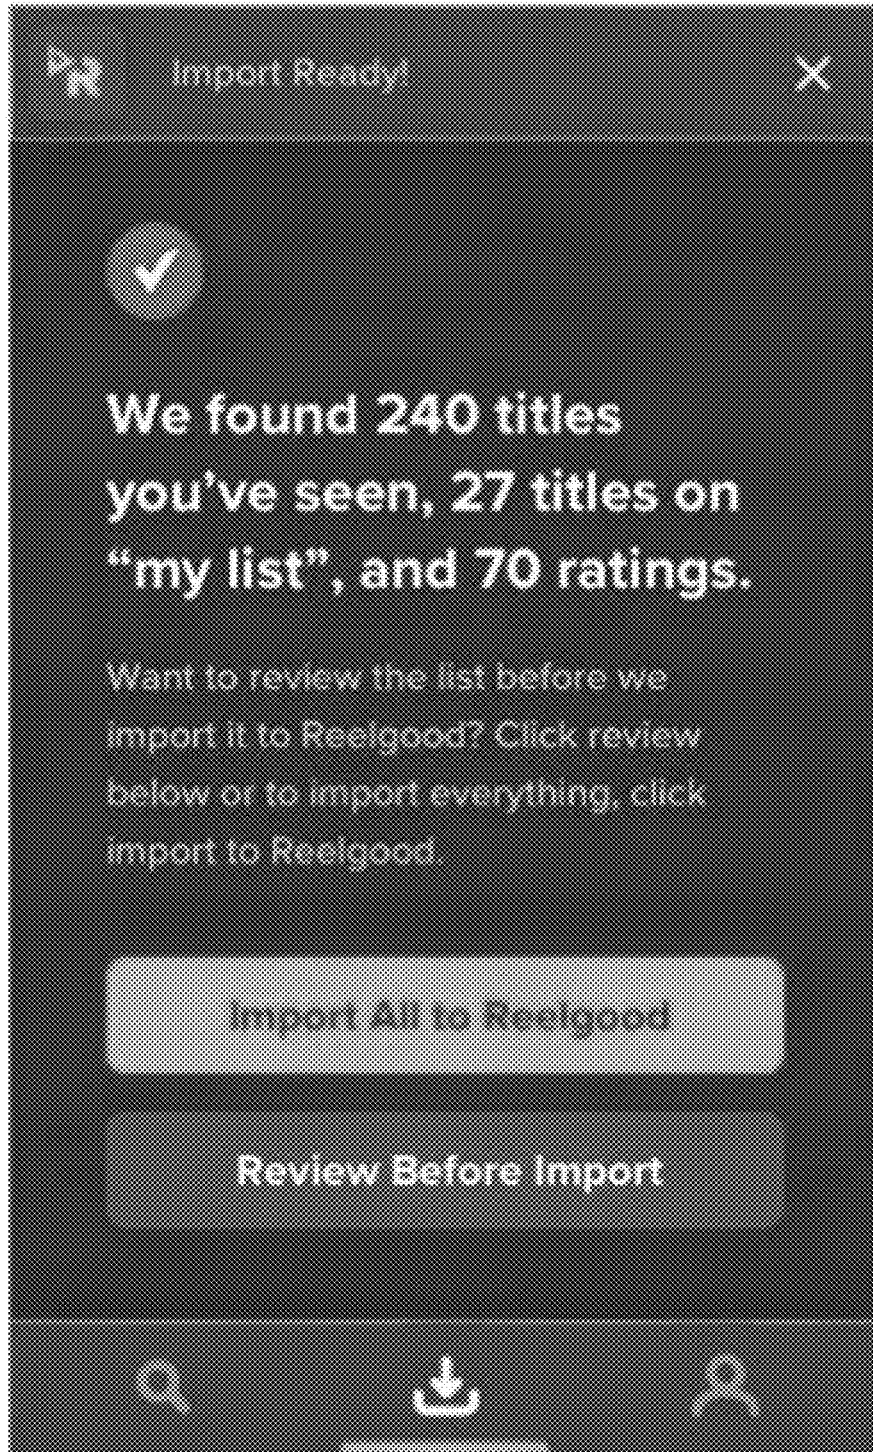 Import Ready!
We found 240 titles
you've seen, 27 titles on
“my list”, and 70 ratings.
Want to review the list before we
import it to Reelgood? Click review
below or to import everything, click
import to Reelgood.
Import All to Reelgood
Review Before Import